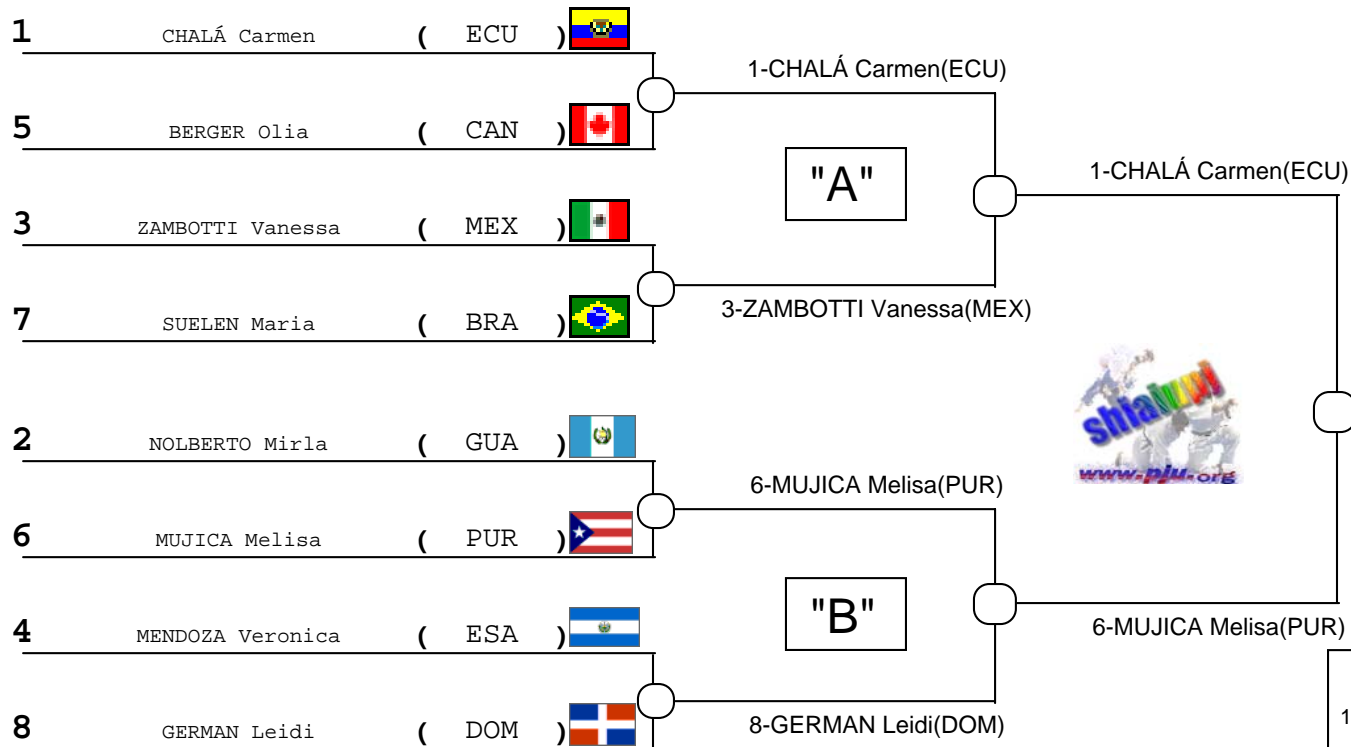 1 CHALÁ Carmen ( ECU )
1-CHALÁ Carmen(ECU)
5 BERGER Olia ( CAN )
"A"
1-CHALÁ Carmen(ECU)
3 ZAMBOTTI Vanessa ( MEX )
3-ZAMBOTTI Vanessa(MEX)
7 SUELEN Maria ( BRA )
shiai
www.pju.org
2 NOLBERTO Mirla ( GUA )
6-MUJICA Melisa(PUR)
6 MUJICA Melisa ( PUR )
"B"
4 MENDOZA Veronica ( ESA )
6-MUJICA Melisa(PUR)
8 GERMAN Leidi ( DOM )
8-GERMAN Leidi(DOM)
1